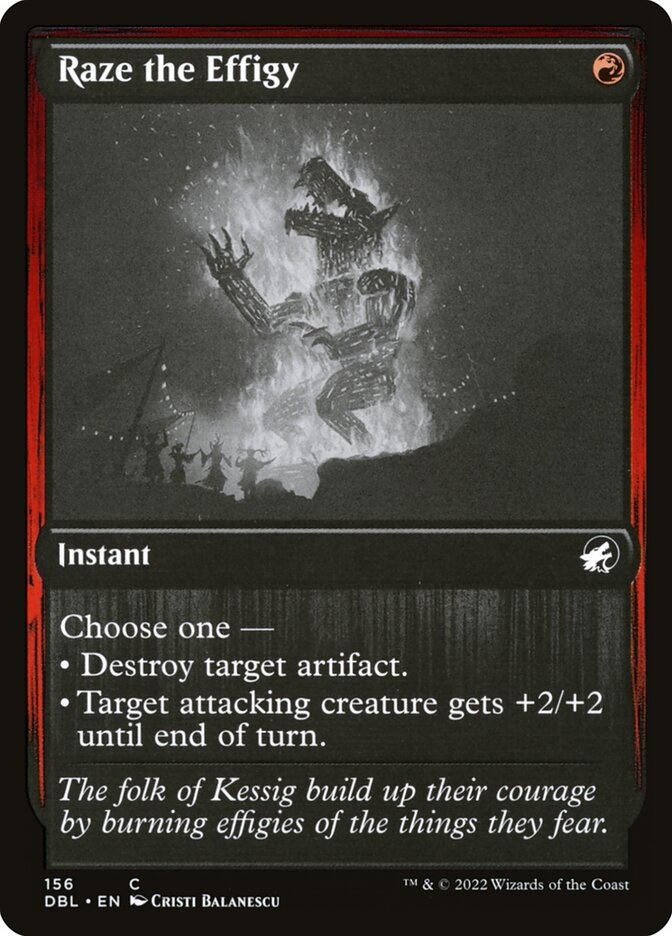 Raze the Effigy
Instant
Choose one —
• Destroy target artifact.
• Target attacking creature gets +2/+2
until end of turn.
The folk of Kessig build up their courage
by burning effigies of the things they fear.
156 C
DBL • EN Cristi Balanescu
™ & © 2022 Wizards of the Coast